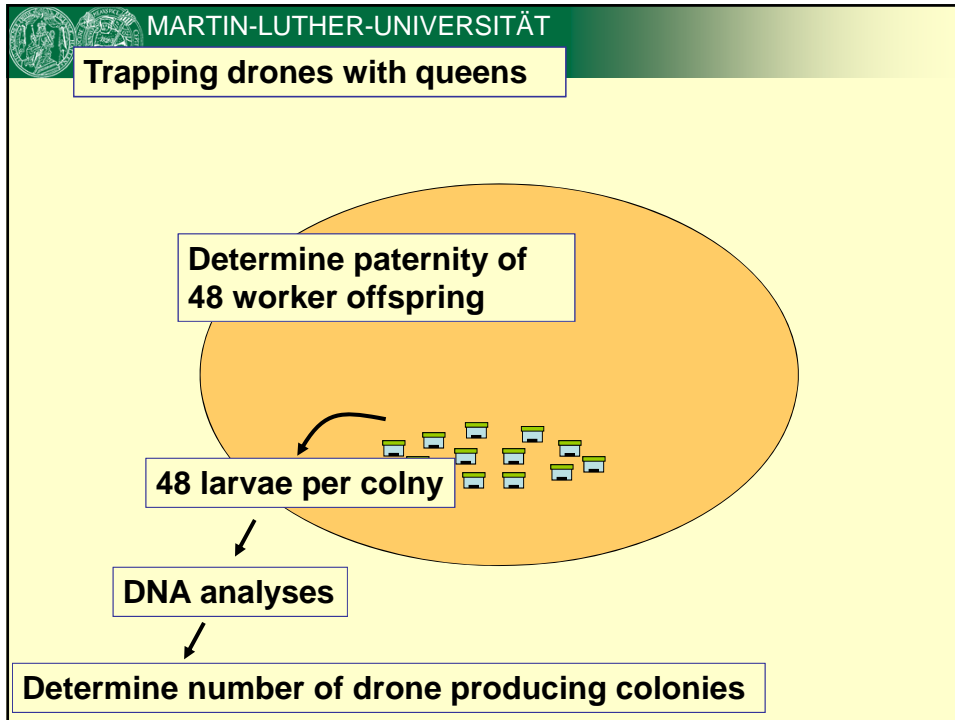 MARTIN-LUTHER-UNIVERSITÄT
Trapping drones with queens
Determine paternity of
48 worker offspring
48 larvae per colny
DNA analyses
Determine number of drone producing colonies